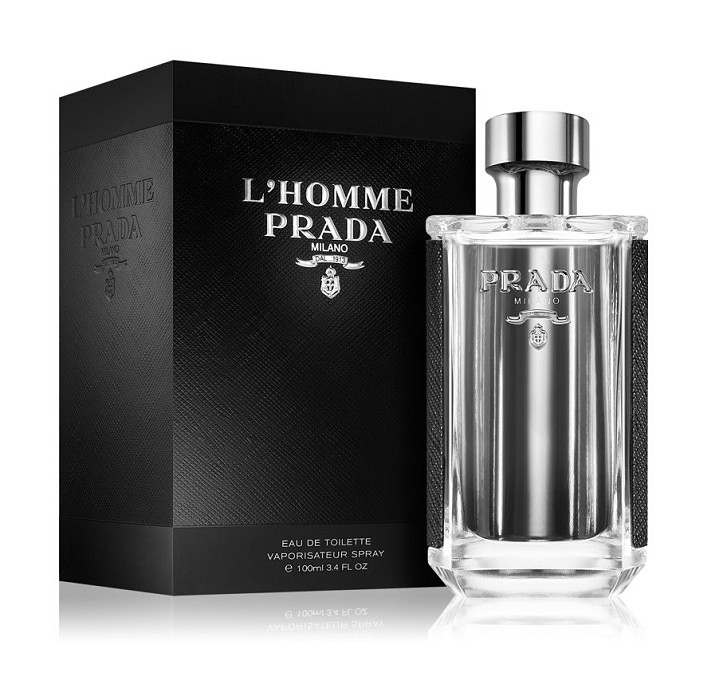 L'HOMME
PRADA
L'HOMME
PRADA
MILANO
DAL 1913
EAU DE TOILETTE
VAPORISATEUR SPRAY
℮ 100ml 3.4 FL OZ
PRADA
MILANO